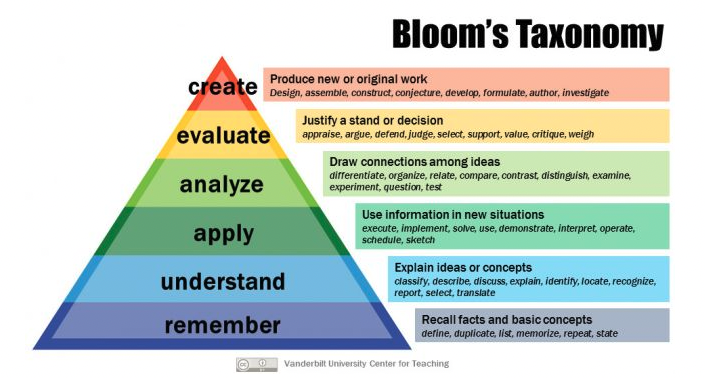 Bloom's Taxonomy
create
Produce new or original work
Design, assemble, construct, conjecture, develop, formulate, author, investigate
evaluate
Justify a stand or decision
appraise, argue, defend, judge, select, support, value, critique, weigh
analyze
Draw connections among ideas
differentiate, organize, relate, compare, contrast, distinguish, examine,
experiment, question, test
apply
Use information in new situations
execute, implement, solve, use, demonstrate, interpret, operate,
schedule, sketch
understand
Explain ideas or concepts
classify, describe, discuss, explain, identify, locate, recognize,
report, select, translate
remember
Recall facts and basic concepts
define, duplicate, list, memorize, repeat, state
cc
Vanderbilt University Center for Teaching